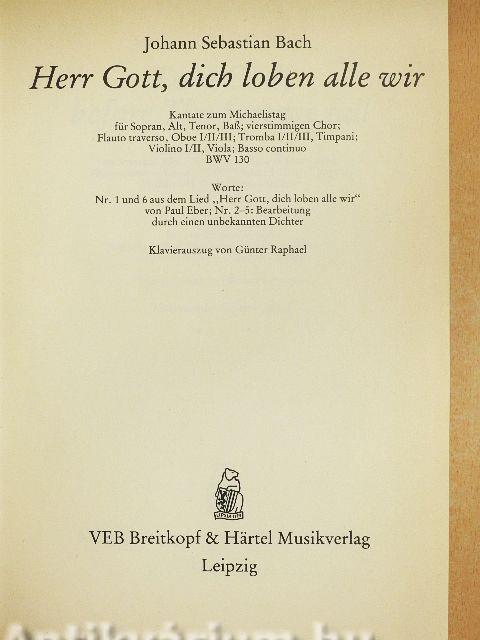 Johann Sebastian Bach
Herr Gott, dich loben alle wir
Kantate zum Michaelistag
für Sopran, Alt, Tenor, Baß; vierstimmigen Chor;
Flauto traverso, Oboe I/II/III; Tromba I/II/III, Timpani;
Violino I/II, Viola; Basso continuo
BWV 130
Worte:
Nr. 1 und 6 aus dem Lied „Herr Gott, dich loben alle wir“
von Paul Eber; Nr. 2–5: Bearbeitung
durch einen unbekannten Dichter
Klavierauszug von Günter Raphael
VEB Breitkopf & Härtel Musikverlag
Leipzig
Antikvárium.hu